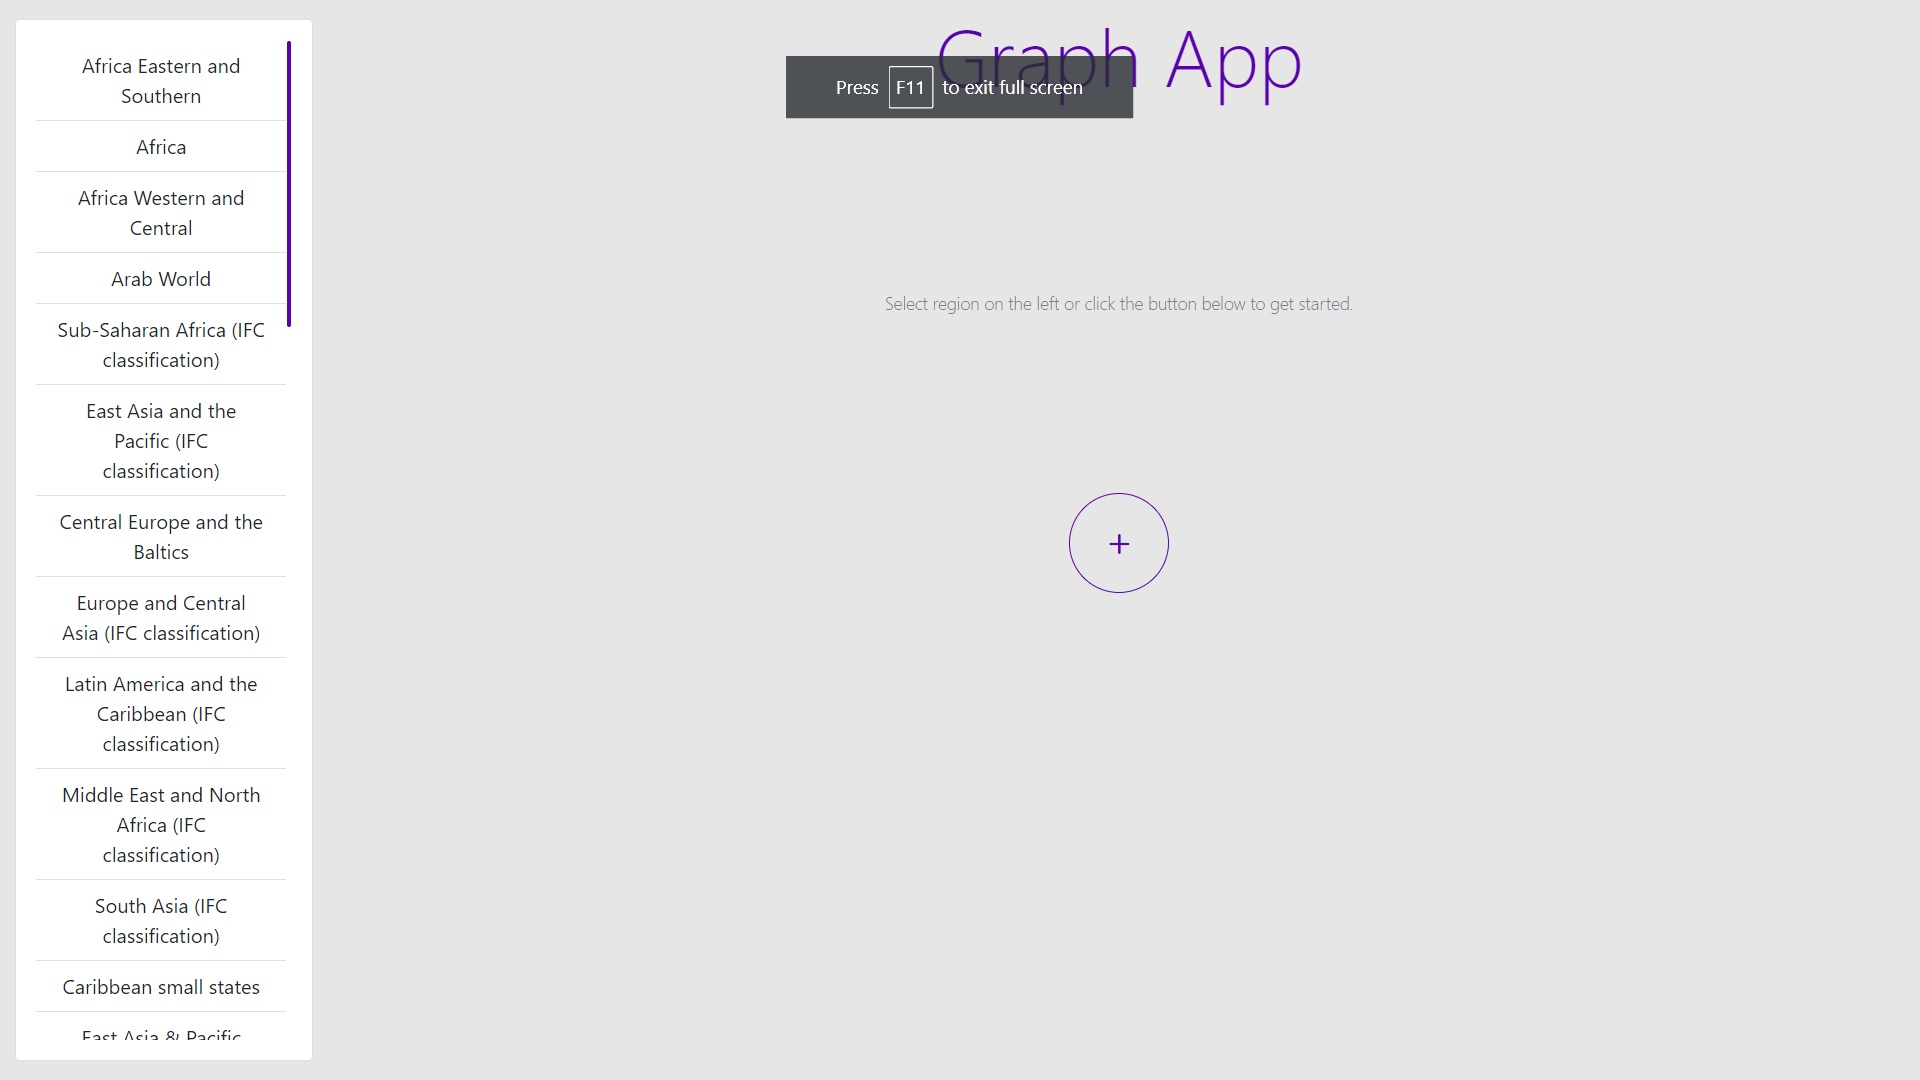 Africa Eastern and
Southern
Africa
Africa Western and
Central
Arab World
Sub-Saharan Africa (IFC
classification)
East Asia and the
Pacific (IFC
classification)
Central Europe and the
Baltics
Europe and Central
Asia (IFC classification)
Latin America and the
Caribbean (IFC
classification)
Middle East and North
Africa (IFC
classification)
South Asia (IFC
classification)
Caribbean small states
East Asia & Pacific
Graph App
Press F11 to exit full screen
Select region on the left or click the button below to get started.
+